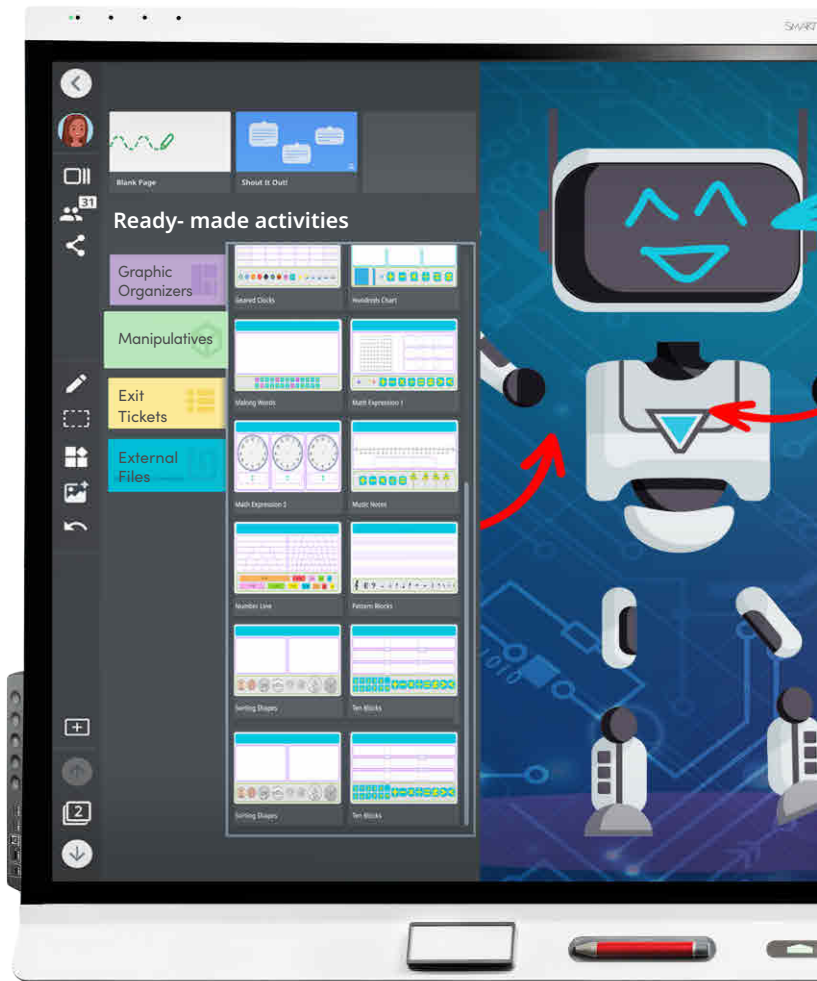 SMART
Blank Page
Shout It Out!
31
Ready- made activities
Graphic
Organizers
Manipulatives
Exit
Tickets
External
Files
Geared Clocks
Hundreds Chart
Making Words
Math Expression 1
Math Expression 2
Music Notes
Number Line
Pattern Blocks
Sorting Shapes
Ten Blocks
Sorting Shapes
Ten Blocks
2